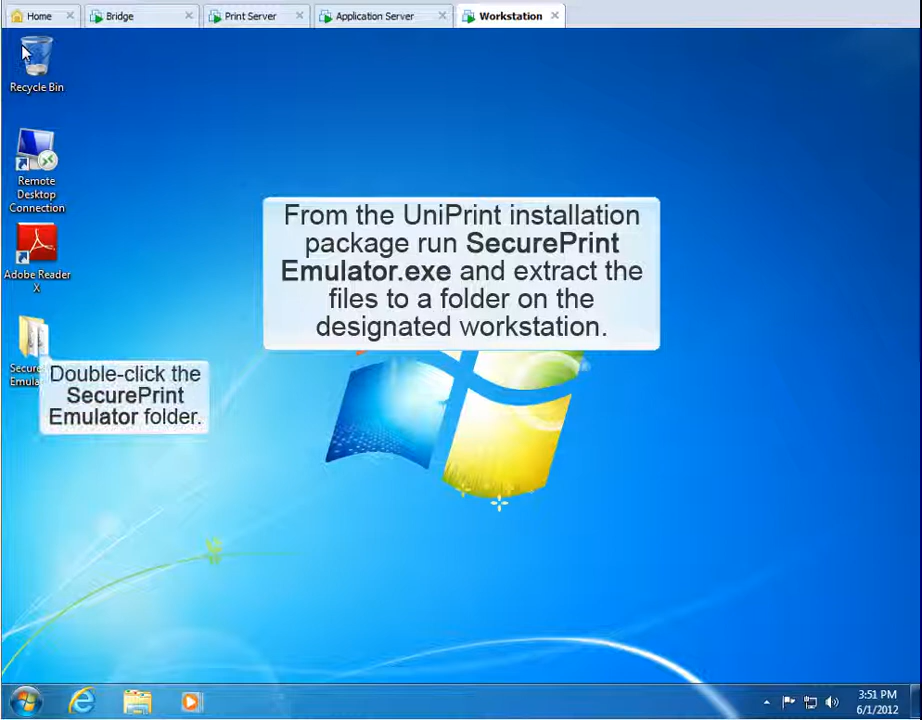 Home
Bridge
Print Server
Application Server
Workstation
Recycle Bin
Remote
Desktop
Connection
Adobe Reader
X
Secure
Emula
From the UniPrint installation
package run SecurePrint
Emulator.exe and extract the
files to a folder on the
designated workstation.
Double-click the
SecurePrint
Emulator folder.
3:51 PM
6/1/2012